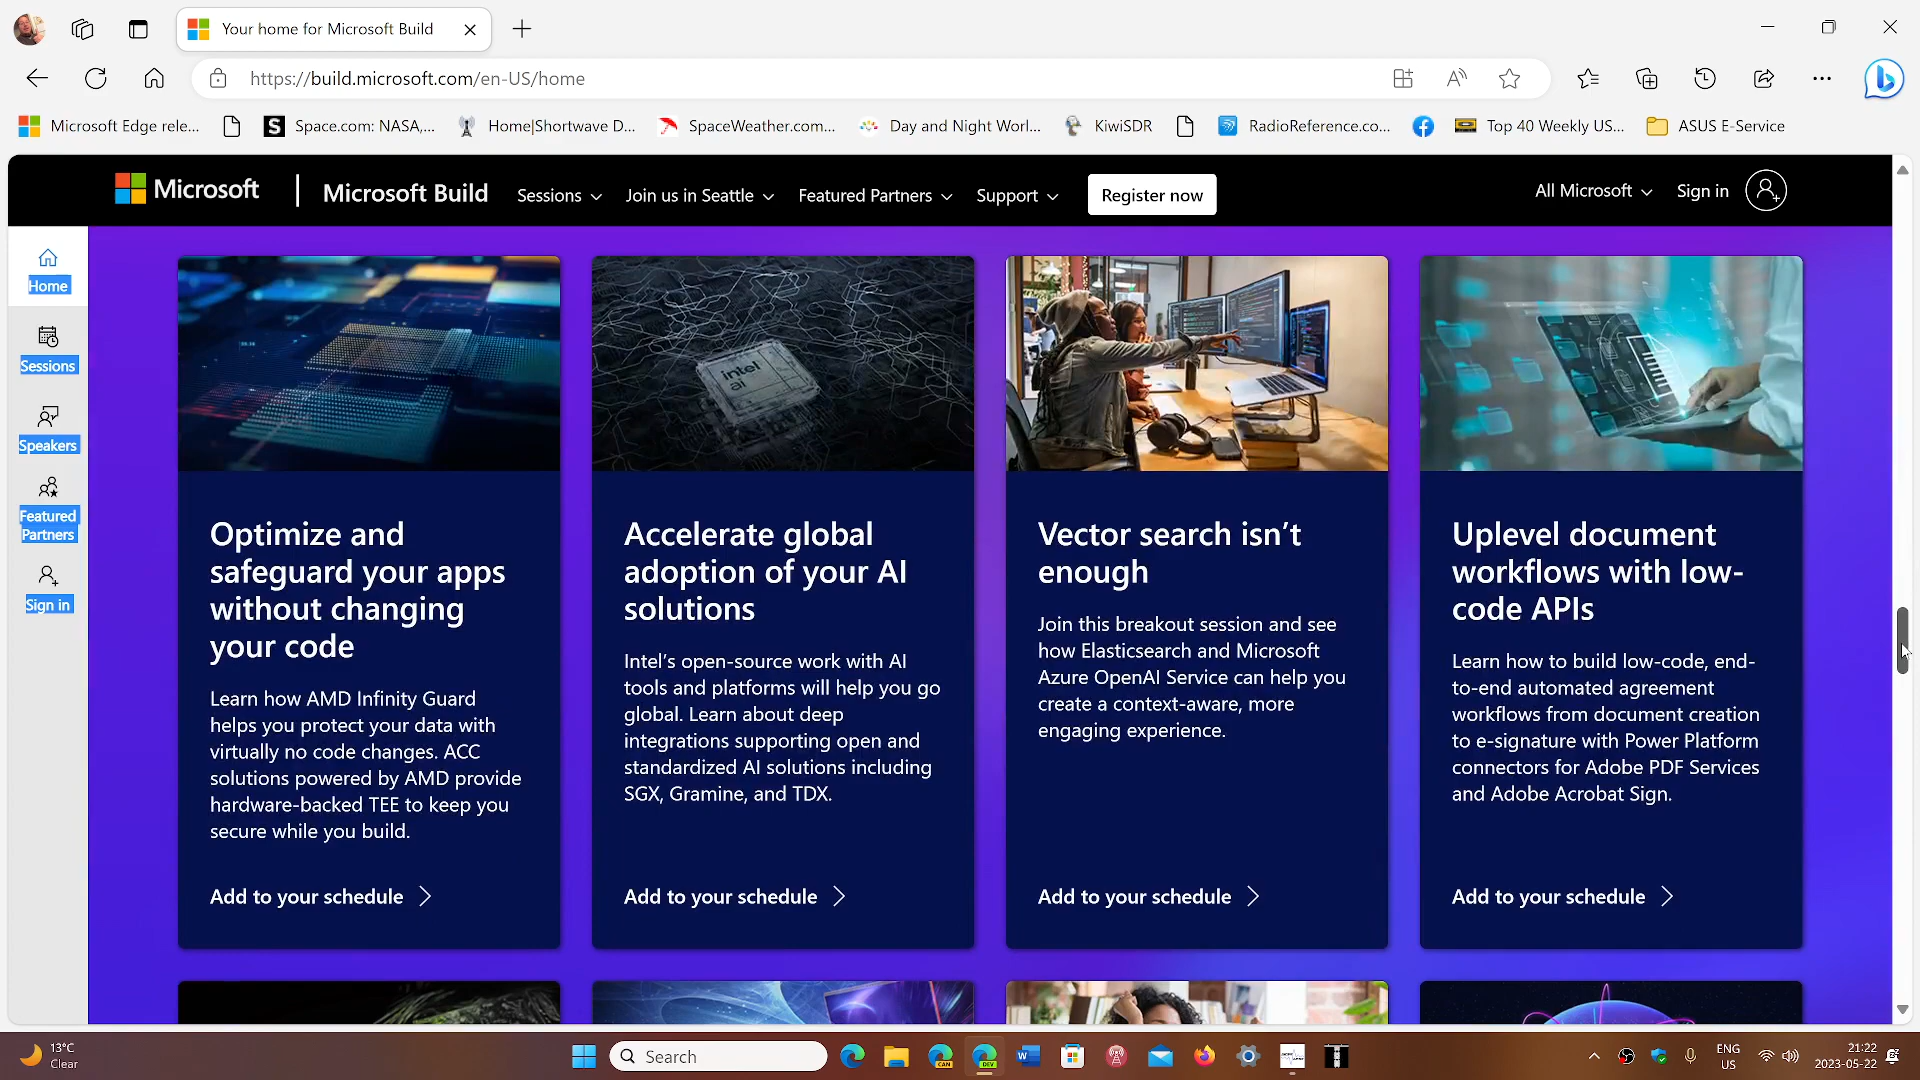 Your home for Microsoft Build
https://build.microsoft.com/en-US/home
Microsoft Edge rele... Space.com: NASA,... Home|Shortwave D... SpaceWeather.com... Day and Night Worl... KiwiSDR RadioReference.co... Top 40 Weekly US... ASUS E-Service
Microsoft Microsoft Build Sessions Join us in Seattle Featured Partners Support Register now All Microsoft Sign in
Home
Sessions
Speakers
Featured
Partners
Sign in
intel
ai
Optimize and
safeguard your apps
without changing
your code
Learn how AMD Infinity Guard
helps you protect your data with
virtually no code changes. ACC
solutions powered by AMD provide
hardware-backed TEE to keep you
secure while you build.
Add to your schedule
Accelerate global
adoption of your AI
solutions
Intel's open-source work with AI
tools and platforms will help you go
global. Learn about deep
integrations supporting open and
standardized AI solutions including
SGX, Gramine, and TDX.
Add to your schedule
Vector search isn't
enough
Join this breakout session and see
how Elasticsearch and Microsoft
Azure OpenAI Service can help you
create a context-aware, more
engaging experience.
Add to your schedule
Uplevel document
workflows with low-
code APIs
Learn how to build low-code, end-
to-end automated agreement
workflows from document creation
to e-signature with Power Platform
connectors for Adobe PDF Services
and Adobe Acrobat Sign.
Add to your schedule
13°C
Clear
Search
CAN
DEV
ENG
US
21:22
2023-05-22